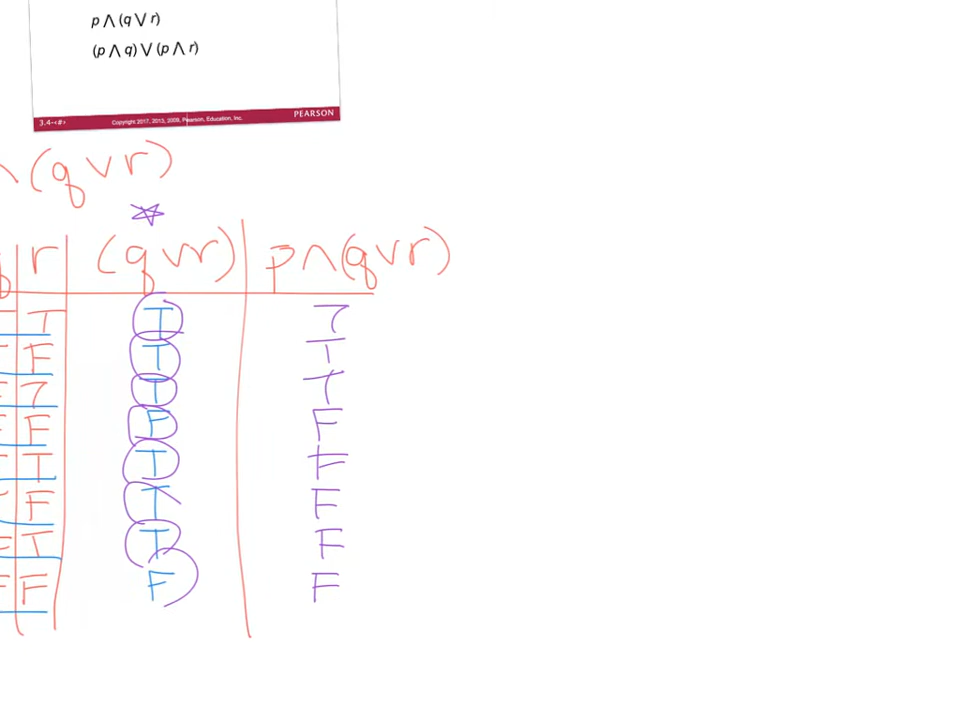 p ∧ (q ∨ r)
(p ∧ q) ∨ (p ∧ r)
3.4-‹#› Copyright 2017, 2013, 2009, Pearson, Education, Inc. PEARSON
∧ (q ∨ r)
q r (q ∨ r) p ∧ (q ∨ r)
T T T
F T T
T T T
F F F
T T F
F T F
T T F
F F F